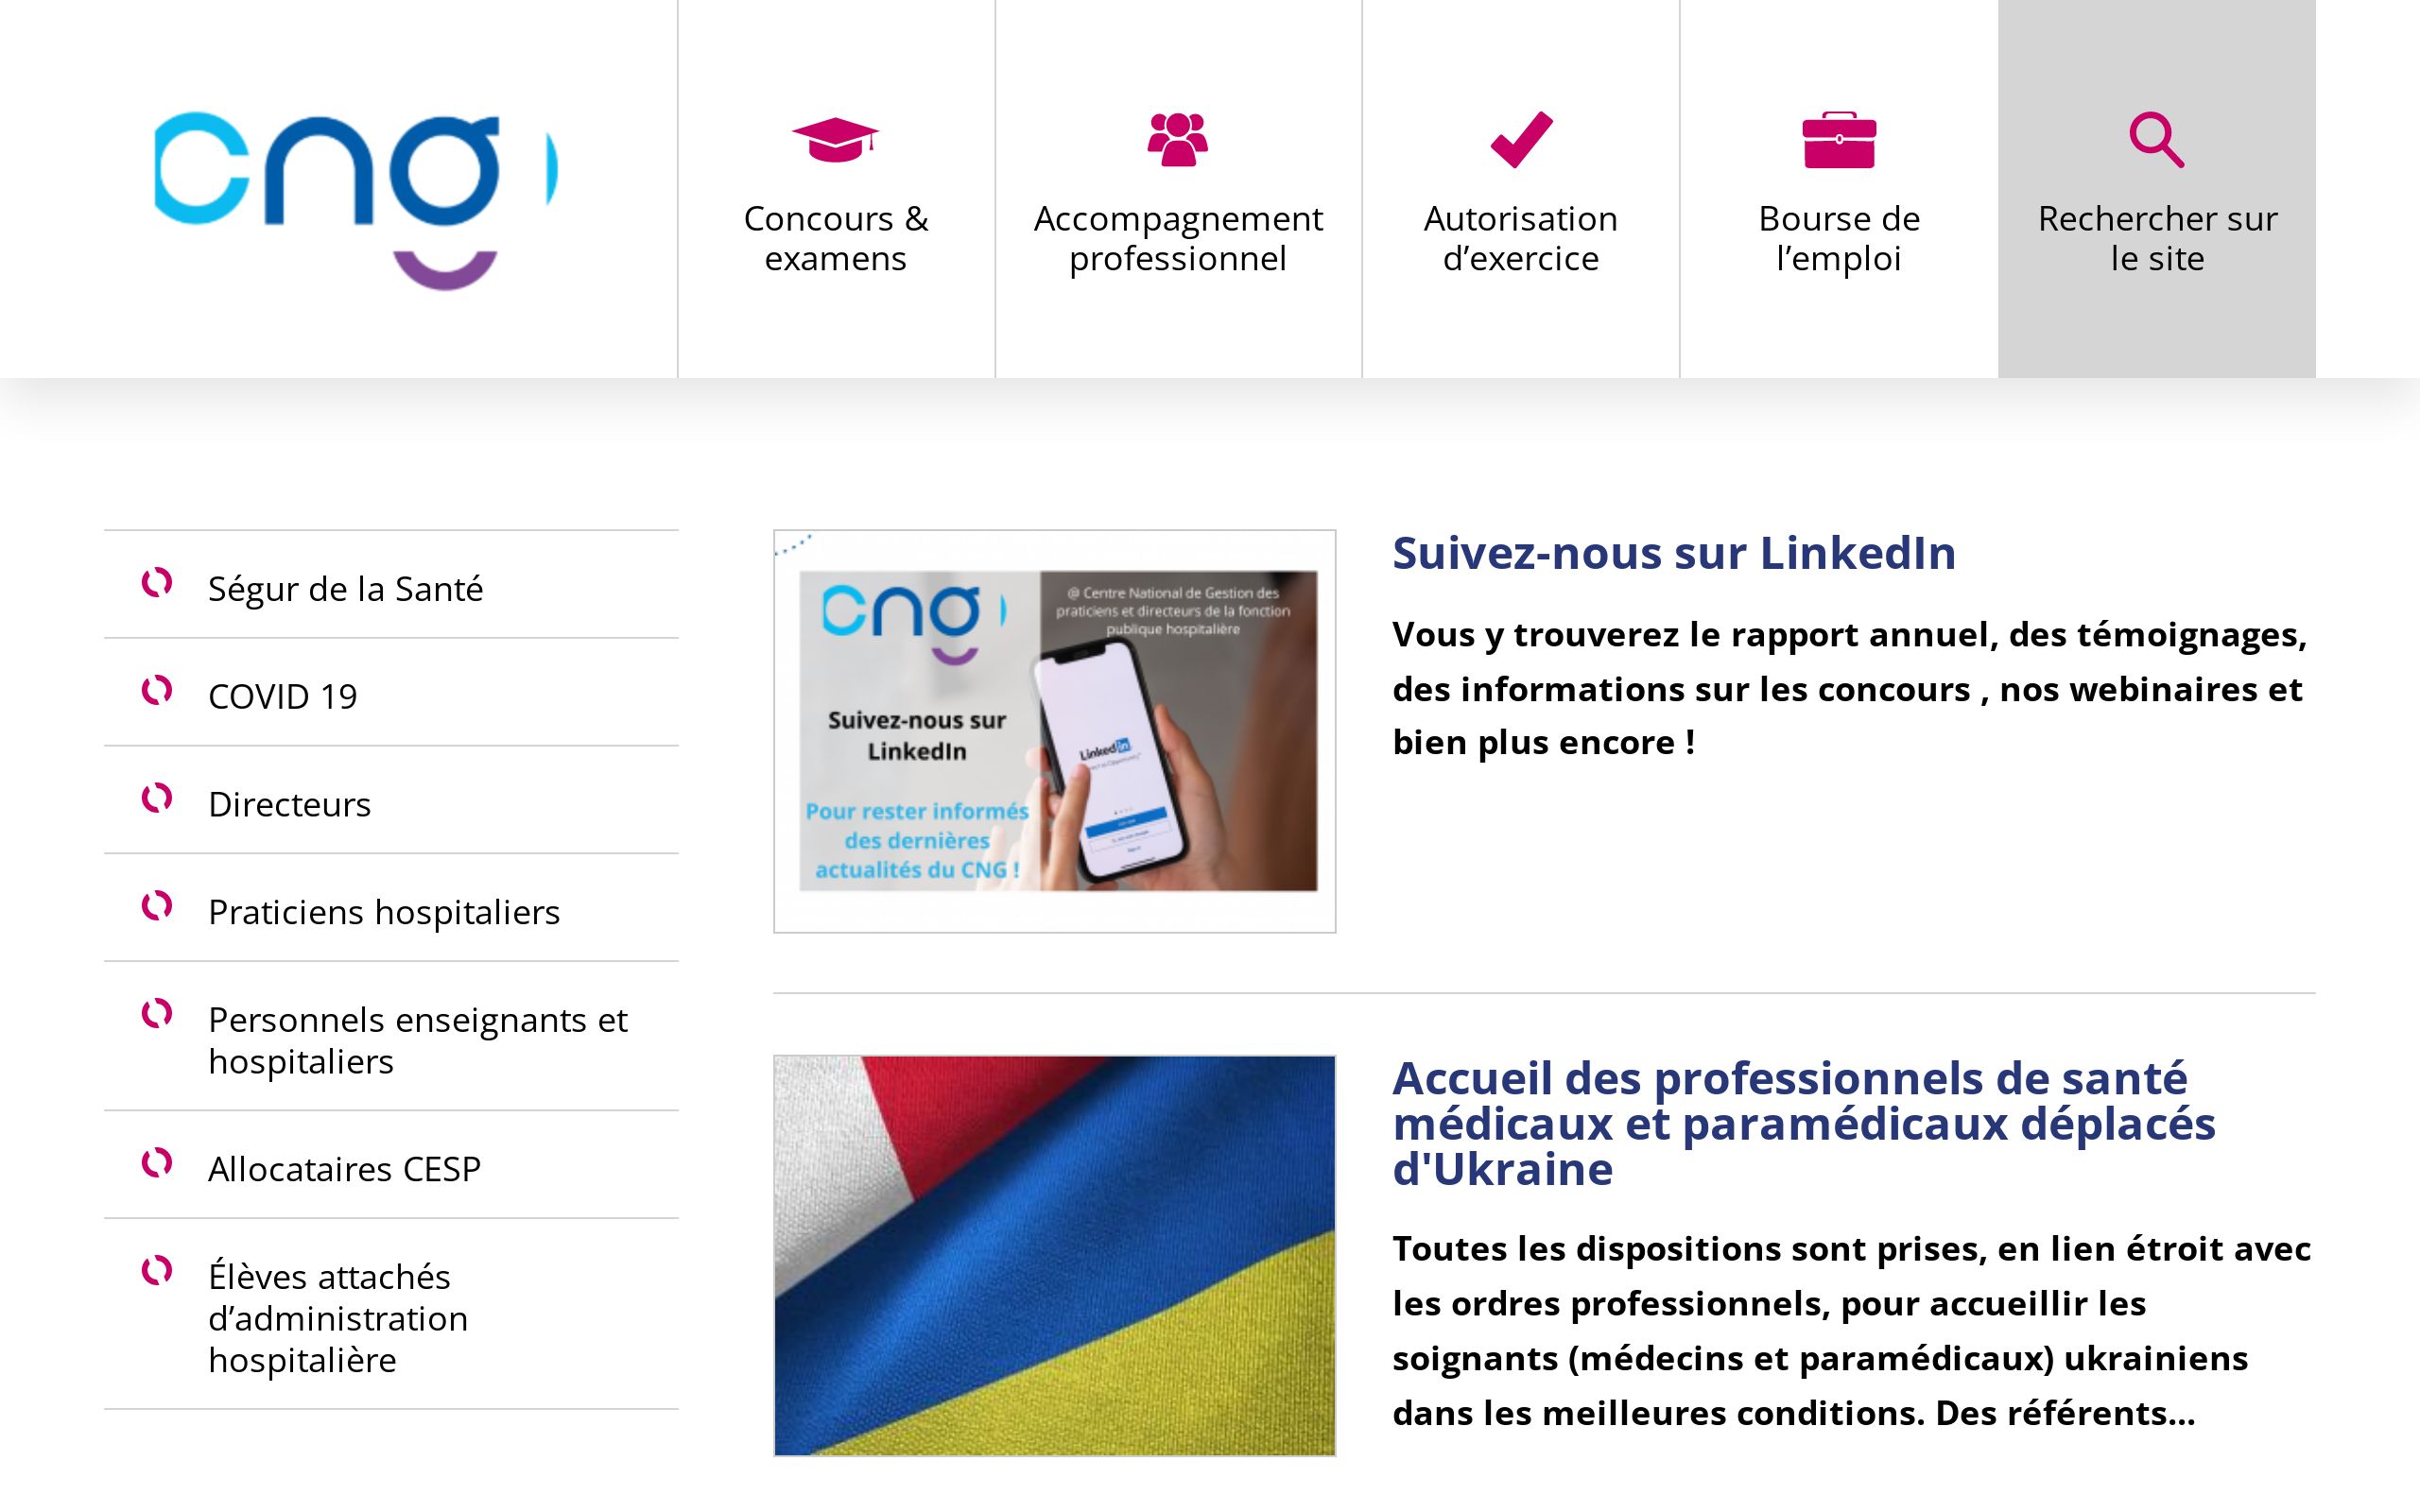 cng
Concours &
examens
Accompagnement
professionnel
Autorisation
d’exercice
Bourse de
l’emploi
Rechercher sur
le site
Ségur de la Santé
COVID 19
Directeurs
Praticiens hospitaliers
Personnels enseignants et
hospitaliers
Allocataires CESP
Élèves attachés
d’administration
hospitalière
cng
@ Centre National de Gestion des
praticiens et directeurs de la fonction
publique hospitalière
Suivez-nous sur
LinkedIn
Pour rester informés
des dernières
actualités du CNG !
LinkedIn
Suivez-nous sur LinkedIn
Vous y trouverez le rapport annuel, des témoignages,
des informations sur les concours , nos webinaires et
bien plus encore !
Accueil des professionnels de santé
médicaux et paramédicaux déplacés
d'Ukraine
Toutes les dispositions sont prises, en lien étroit avec
les ordres professionnels, pour accueillir les
soignants (médecins et paramédicaux) ukrainiens
dans les meilleures conditions. Des référents...